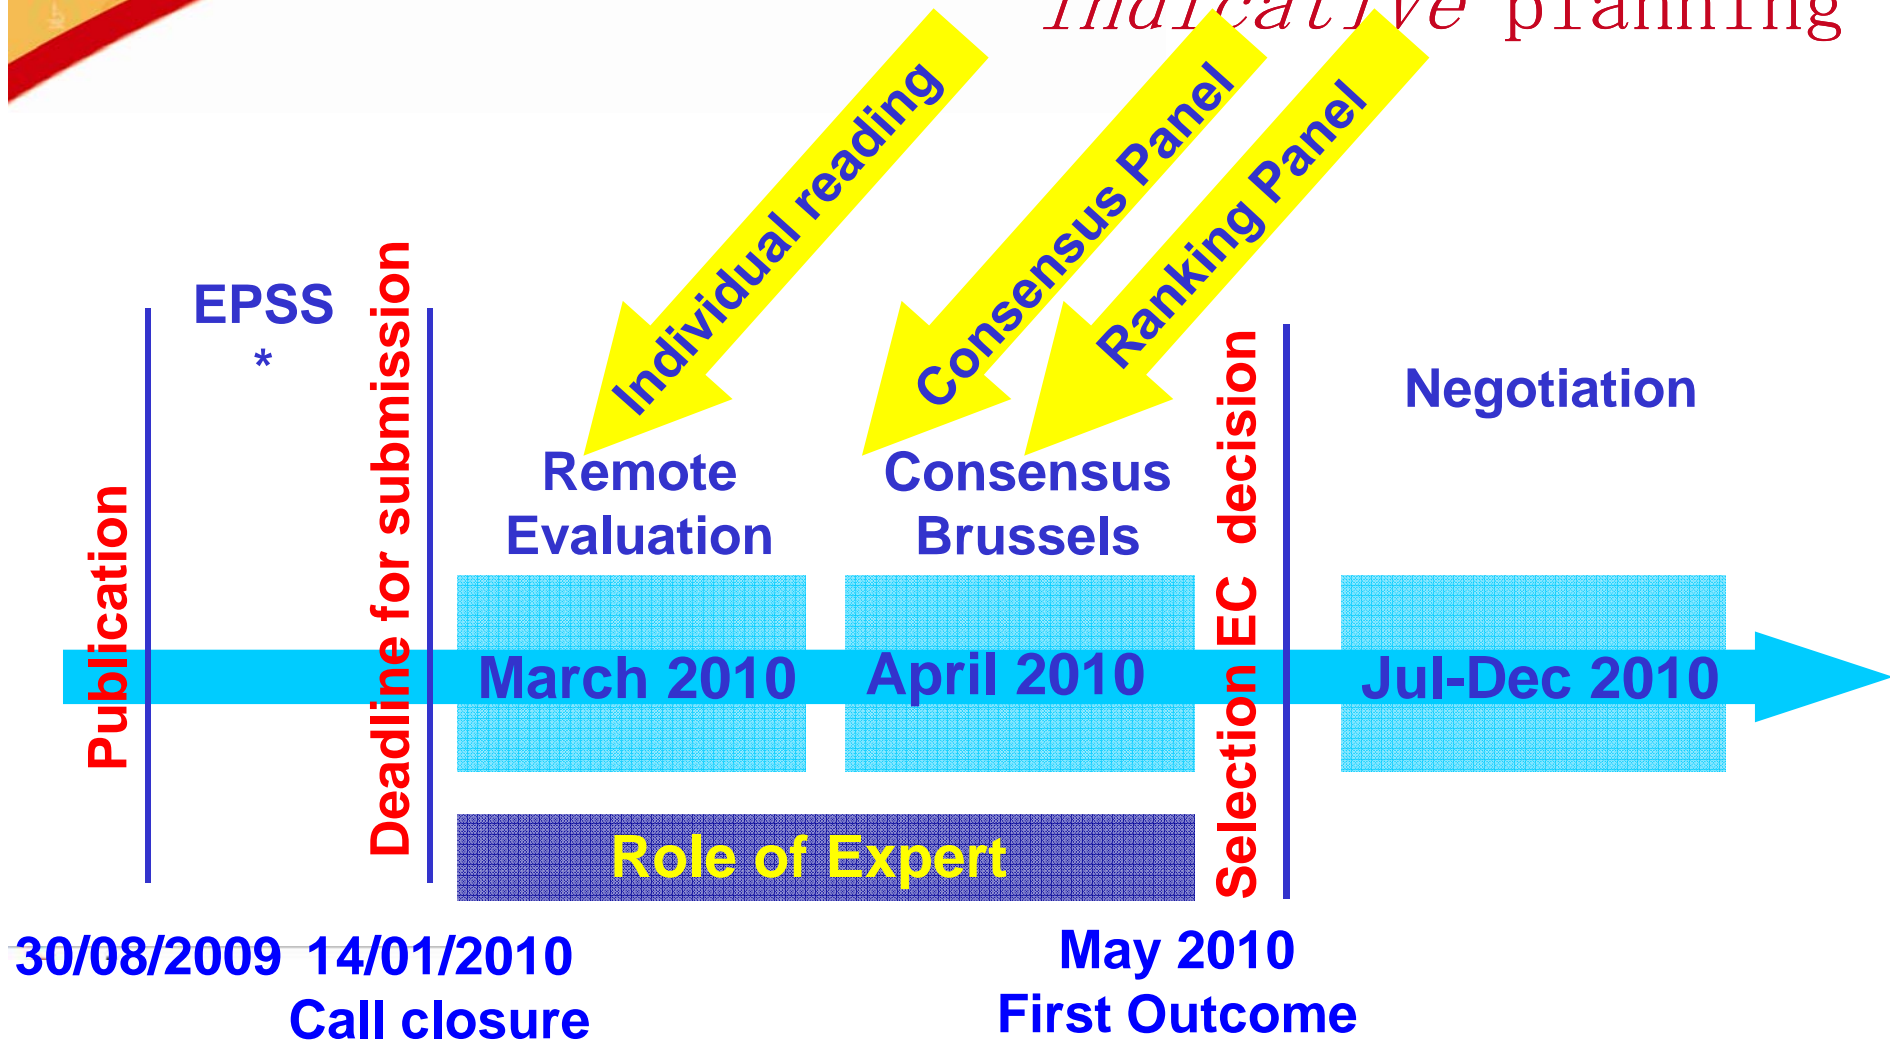 Indicative planning
Individual reading
Consensus Panel
Ranking Panel
EPSS
*
Publication
Deadline for submission
Remote
Evaluation
Consensus
Brussels
Selection EC decision
Negotiation
March 2010
April 2010
Jul-Dec 2010
Role of Expert
30/08/2009
14/01/2010
Call closure
May 2010
First Outcome